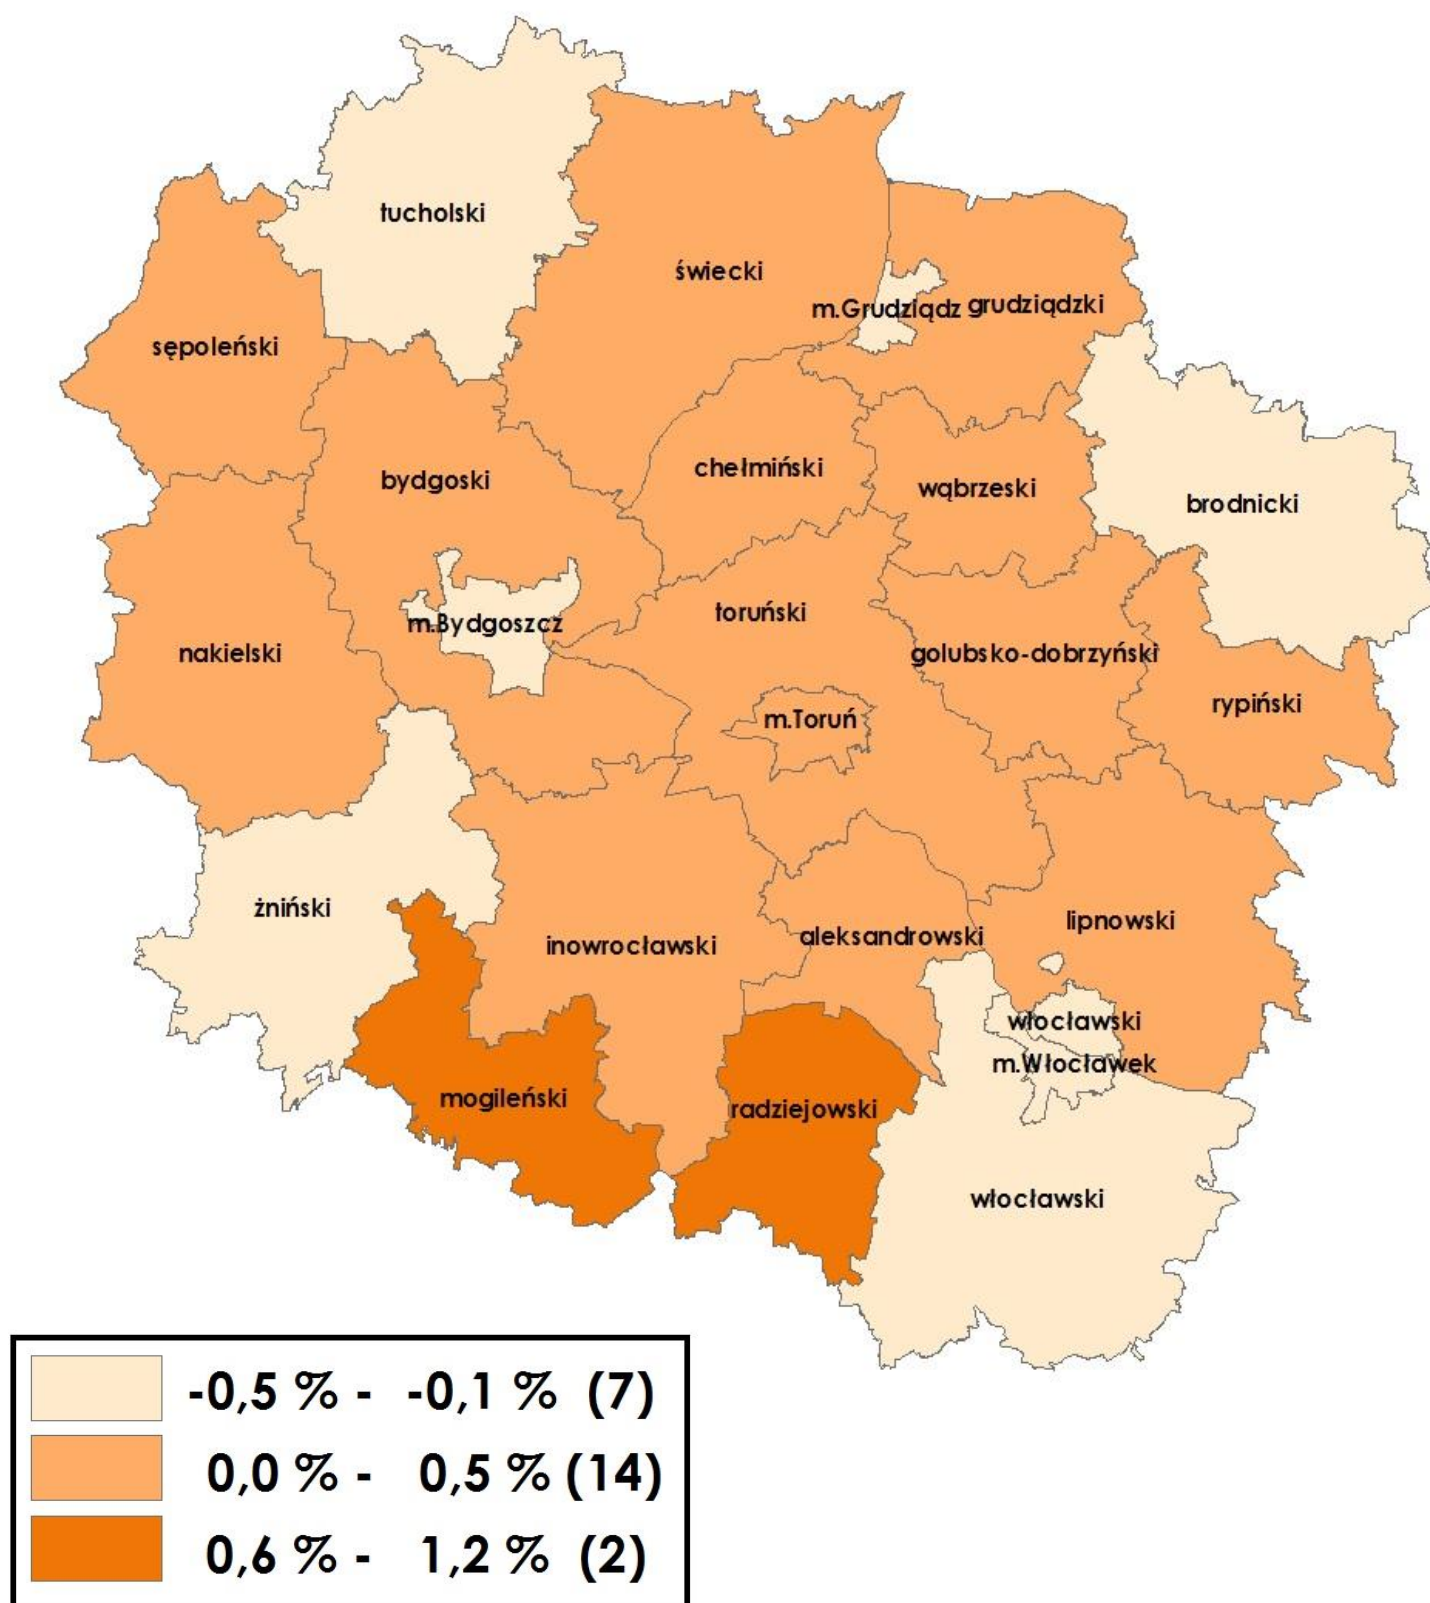 tucholski
świecki
m.Grudziądz
grudziądzki
sępoleński
bydgoski
chełmiński
wąbrzeski
brodnicki
m.Bydgoszcz
toruński
nakielski
golubsko-dobrzyński
rypiński
m.Toruń
żniński
inowrocławski
aleksandrowski
lipnowski
włocławski
m.Włocławek
mogileński
radziejowski
włocławski
-0,5 % - -0,1 % (7)
0,0 % - 0,5 % (14)
0,6 % - 1,2 % (2)